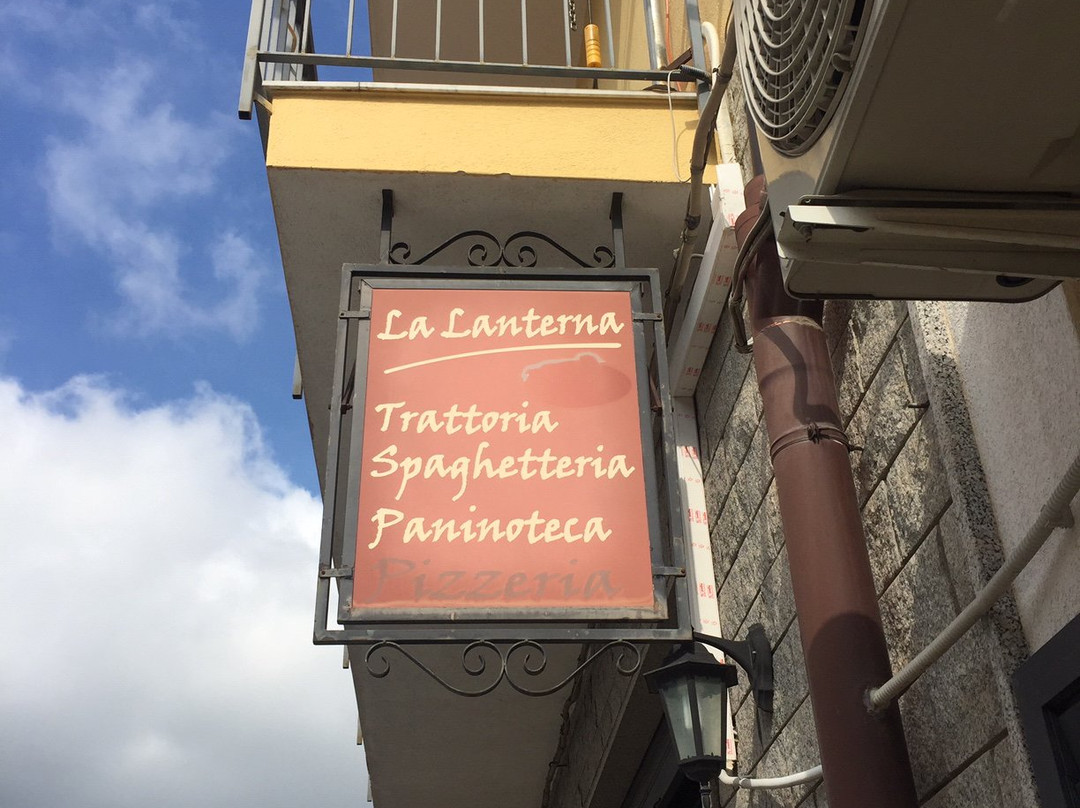 La Lanterna
Trattoria
Spaghetteria
Paninoteca
Pizzeria